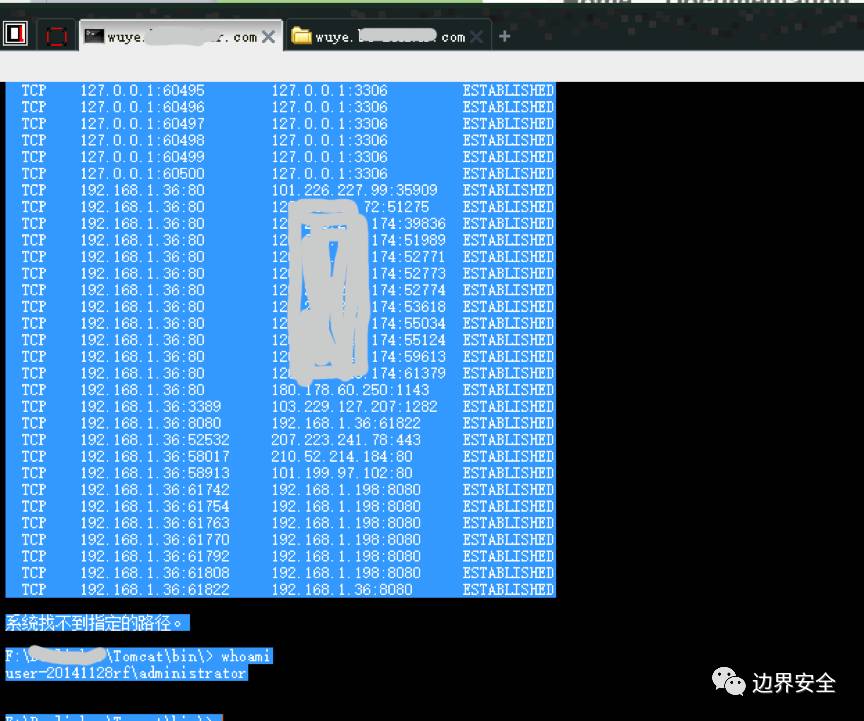 wuye. r. com
wuye. com
TCP 127.0.0.1:60495 127.0.0.1:3306 ESTABLISHED
TCP 127.0.0.1:60496 127.0.0.1:3306 ESTABLISHED
TCP 127.0.0.1:60497 127.0.0.1:3306 ESTABLISHED
TCP 127.0.0.1:60498 127.0.0.1:3306 ESTABLISHED
TCP 127.0.0.1:60499 127.0.0.1:3306 ESTABLISHED
TCP 127.0.0.1:60500 127.0.0.1:3306 ESTABLISHED
TCP 192.168.1.36:80 101.226.227.99:35909 ESTABLISHED
TCP 192.168.1.36:80 12 72:51275 ESTABLISHED
TCP 192.168.1.36:80 12 174:39836 ESTABLISHED
TCP 192.168.1.36:80 12 174:51989 ESTABLISHED
TCP 192.168.1.36:80 12 174:52771 ESTABLISHED
TCP 192.168.1.36:80 12 174:52773 ESTABLISHED
TCP 192.168.1.36:80 12 174:52774 ESTABLISHED
TCP 192.168.1.36:80 12 174:53618 ESTABLISHED
TCP 192.168.1.36:80 12 174:55034 ESTABLISHED
TCP 192.168.1.36:80 12 174:55124 ESTABLISHED
TCP 192.168.1.36:80 12 174:59613 ESTABLISHED
TCP 192.168.1.36:80 12 174:61379 ESTABLISHED
TCP 192.168.1.36:80 180.178.60.250:1143 ESTABLISHED
TCP 192.168.1.36:3389 103.229.127.207:1282 ESTABLISHED
TCP 192.168.1.36:8080 192.168.1.36:61822 ESTABLISHED
TCP 192.168.1.36:52532 207.223.241.78:443 ESTABLISHED
TCP 192.168.1.36:58017 210.52.214.184:80 ESTABLISHED
TCP 192.168.1.36:58913 101.199.97.102:80 ESTABLISHED
TCP 192.168.1.36:61742 192.168.1.198:8080 ESTABLISHED
TCP 192.168.1.36:61754 192.168.1.198:8080 ESTABLISHED
TCP 192.168.1.36:61763 192.168.1.198:8080 ESTABLISHED
TCP 192.168.1.36:61770 192.168.1.198:8080 ESTABLISHED
TCP 192.168.1.36:61792 192.168.1.198:8080 ESTABLISHED
TCP 192.168.1.36:61808 192.168.1.198:8080 ESTABLISHED
TCP 192.168.1.36:61822 192.168.1.36:8080 ESTABLISHED
系统找不到指定的路径。
F:\ \Tomcat\bin\> whoami
user-20141128rf\administrator
边界安全